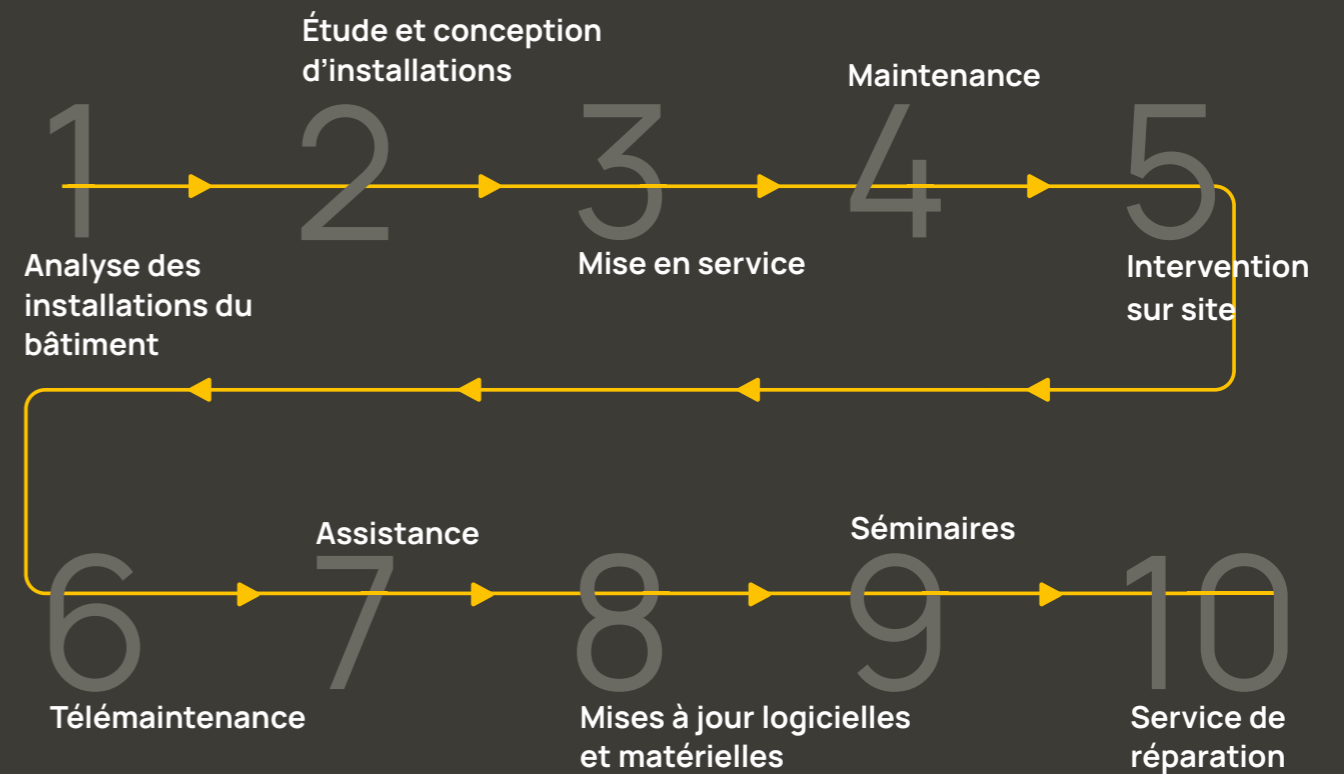 1
Analyse des
installations du
bâtiment
2
Étude et conception
d’installations
3
Mise en service
4
Maintenance
5
Intervention
sur site
6
Télémaintenance
7
Assistance
8
Mises à jour logicielles
et matérielles
9
Séminaires
10
Service de
réparation